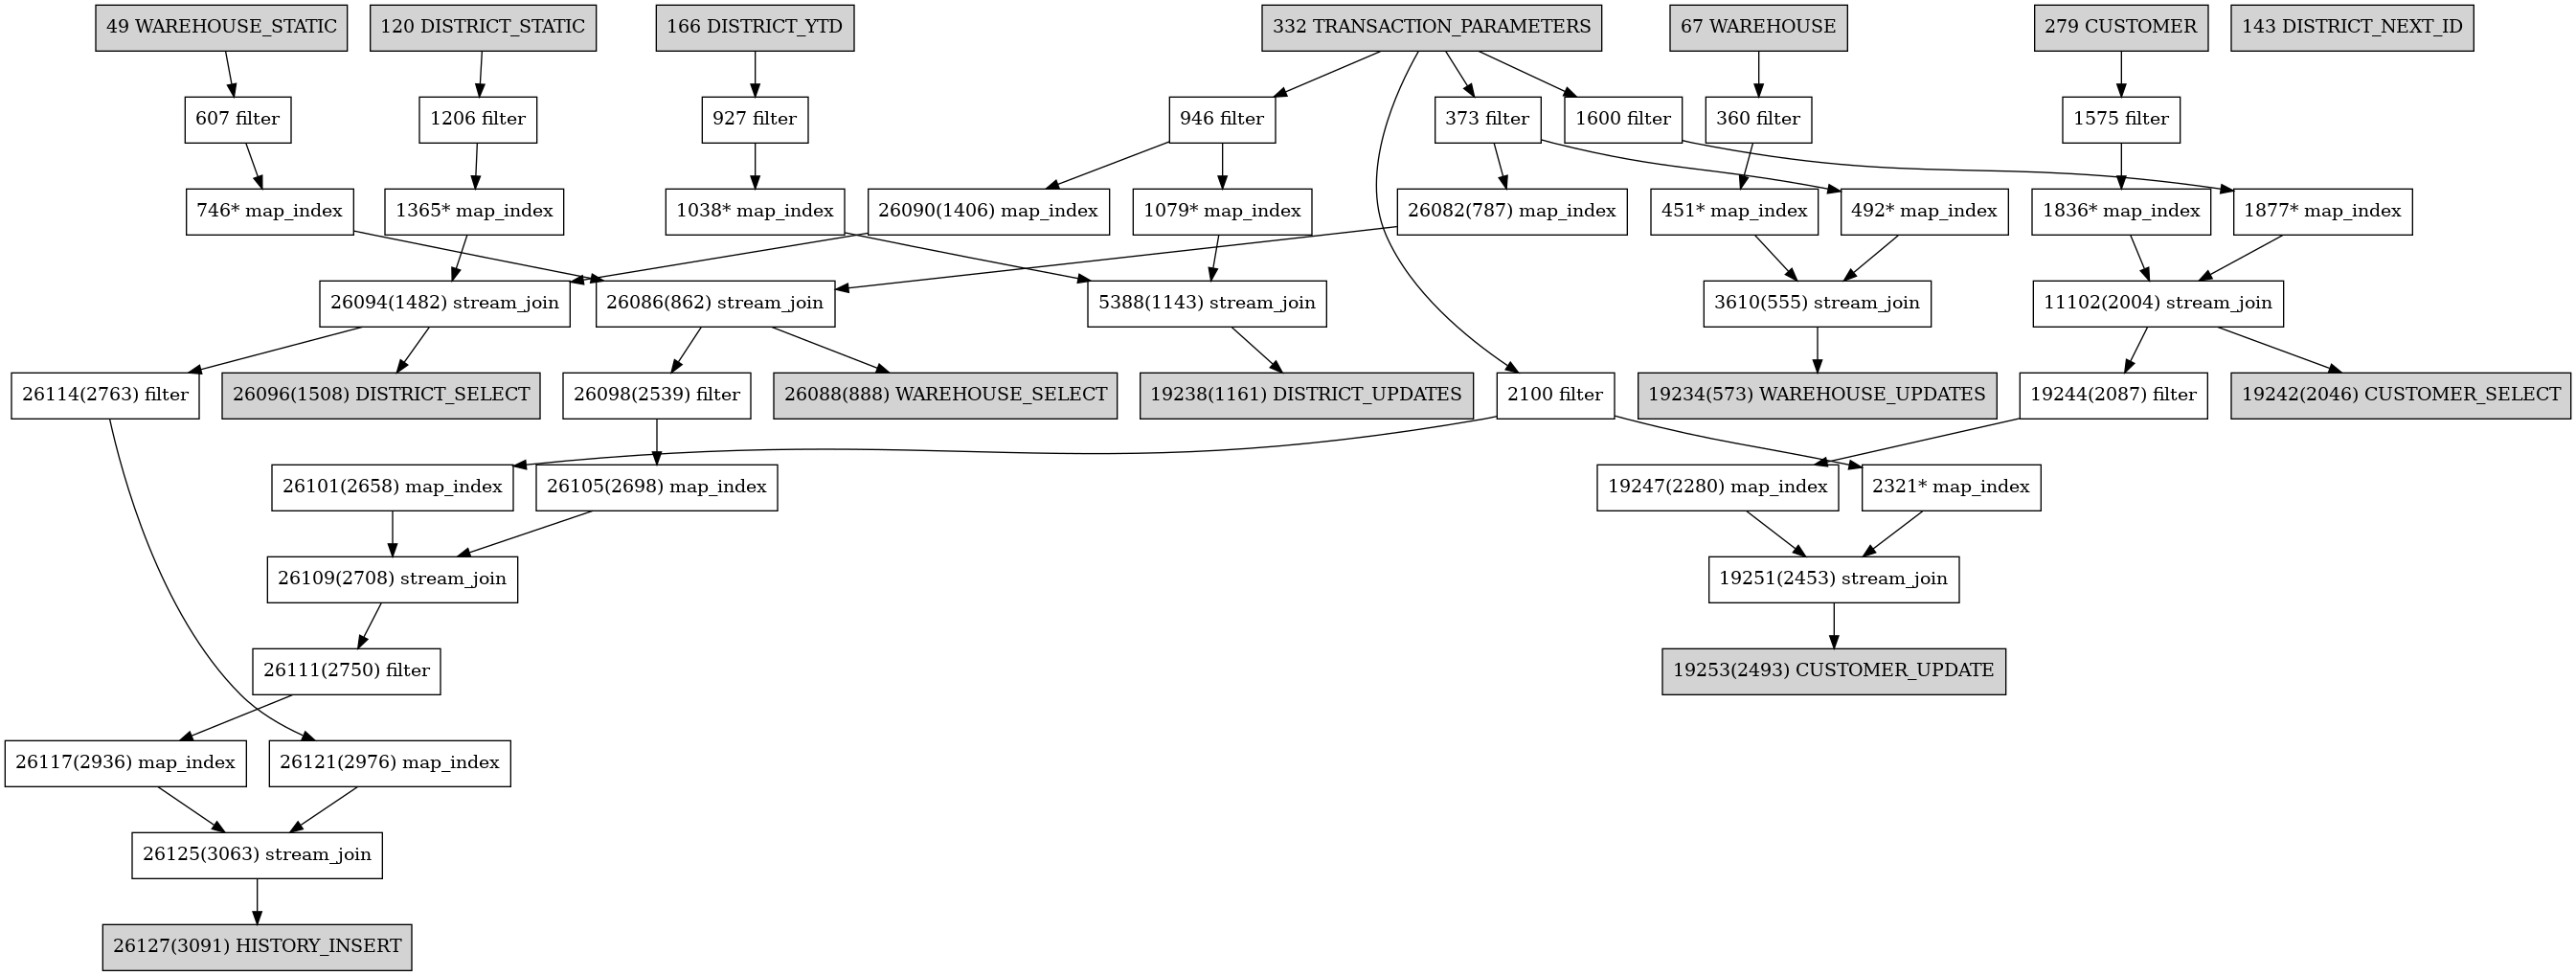 49 WAREHOUSE_STATIC
120 DISTRICT_STATIC
166 DISTRICT_YTD
332 TRANSACTION_PARAMETERS
67 WAREHOUSE
279 CUSTOMER
143 DISTRICT_NEXT_ID
607 filter
1206 filter
927 filter
946 filter
373 filter
1600 filter
360 filter
1575 filter
746* map_index
1365* map_index
1038* map_index
26090(1406) map_index
1079* map_index
26082(787) map_index
451* map_index
492* map_index
1836* map_index
1877* map_index
26094(1482) stream_join
26086(862) stream_join
5388(1143) stream_join
3610(555) stream_join
11102(2004) stream_join
26114(2763) filter
26096(1508) DISTRICT_SELECT
26098(2539) filter
26088(888) WAREHOUSE_SELECT
19238(1161) DISTRICT_UPDATES
2100 filter
19234(573) WAREHOUSE_UPDATES
19244(2087) filter
19242(2046) CUSTOMER_SELECT
26101(2658) map_index
26105(2698) map_index
19247(2280) map_index
2321* map_index
26109(2708) stream_join
19251(2453) stream_join
26111(2750) filter
19253(2493) CUSTOMER_UPDATE
26117(2936) map_index
26121(2976) map_index
26125(3063) stream_join
26127(3091) HISTORY_INSERT